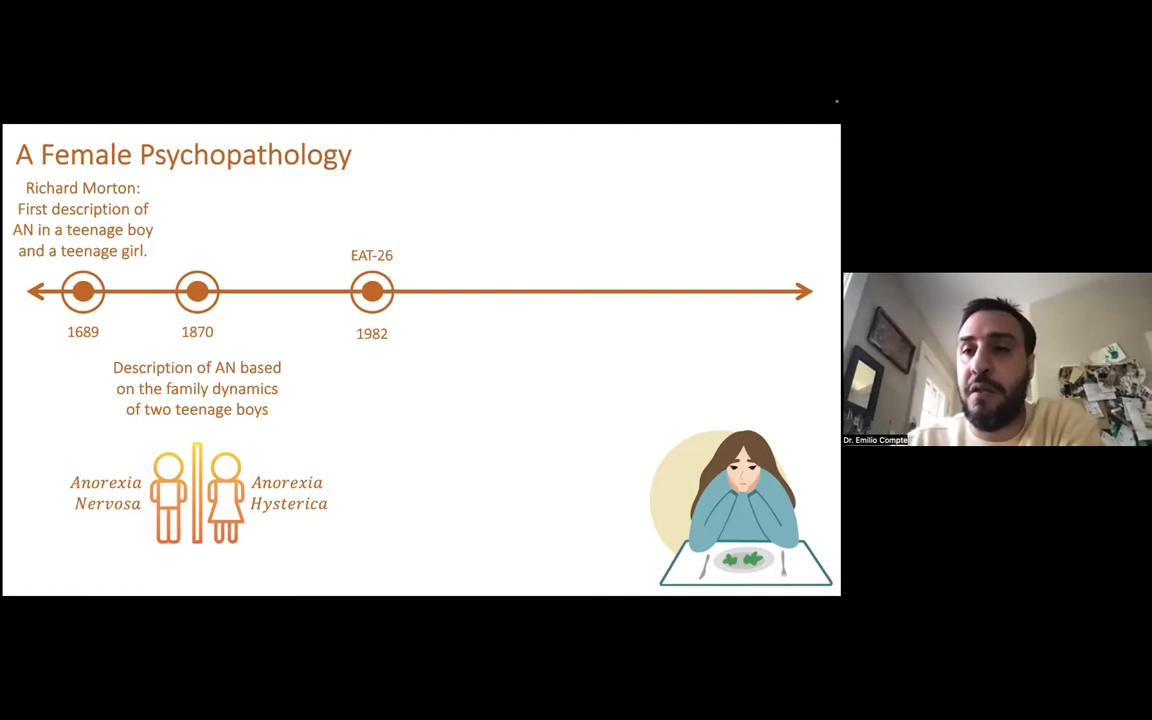 A Female Psychopathology
Richard Morton:
First description of
AN in a teenage boy
and a teenage girl.
EAT-26
1689
1870
1982
Description of AN based
on the family dynamics
of two teenage boys
Anorexia
Nervosa
Anorexia
Hysterica
Dr. Emilio Compte